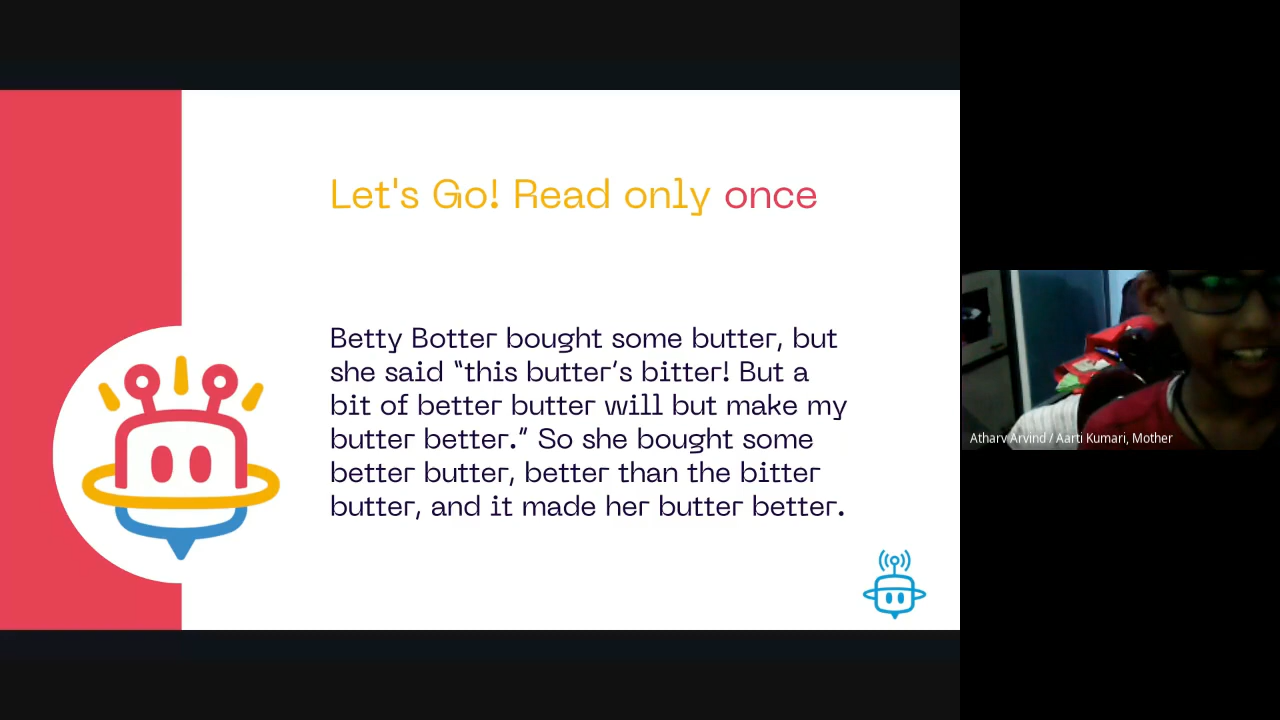 Let's Go! Read only once
Betty Botter bought some butter, but
she said “this butter’s bitter! But a
bit of better butter will but make my
butter better.” So she bought some
better butter, better than the bitter
butter, and it made her butter better.
Atharv Arvind / Aarti Kumari, Mother